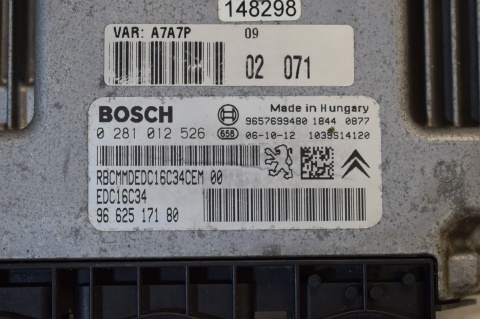 148298
VAR: A7A7P 09
02 071
BOSCH
Made in Hungary
9657699480 1844 0877
0 281 012 526 658 06-10-12 1039S14120
RBCMMDEDC16C34CEM 00
EDC16C34
96 625 171 80